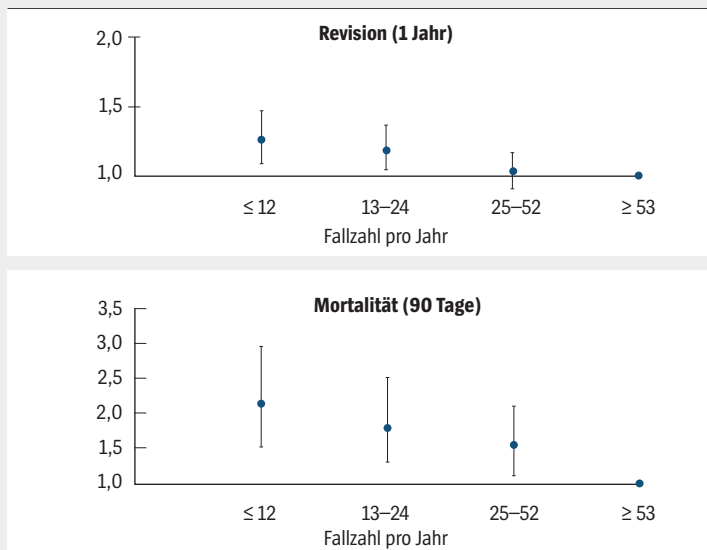 Revision (1 Jahr)
2,0
1,5
1,0
≤ 12 13–24 25–52 ≥ 53
Fallzahl pro Jahr
Mortalität (90 Tage)
3,5
3,0
2,5
2,0
1,5
1,0
≤ 12 13–24 25–52 ≥ 53
Fallzahl pro Jahr